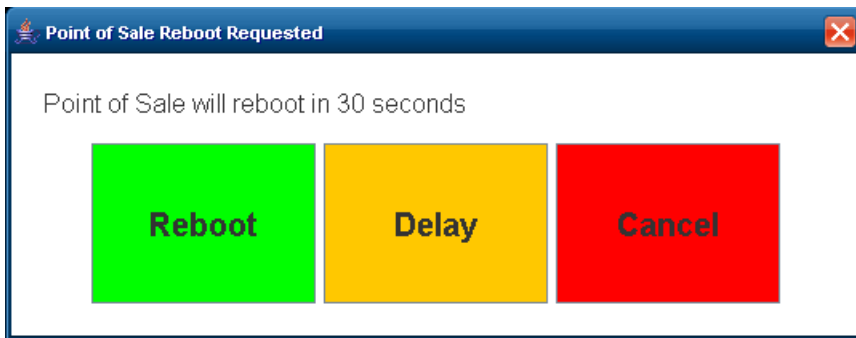 Point of Sale Reboot Requested
Point of Sale will reboot in 30 seconds
Reboot Delay Cancel